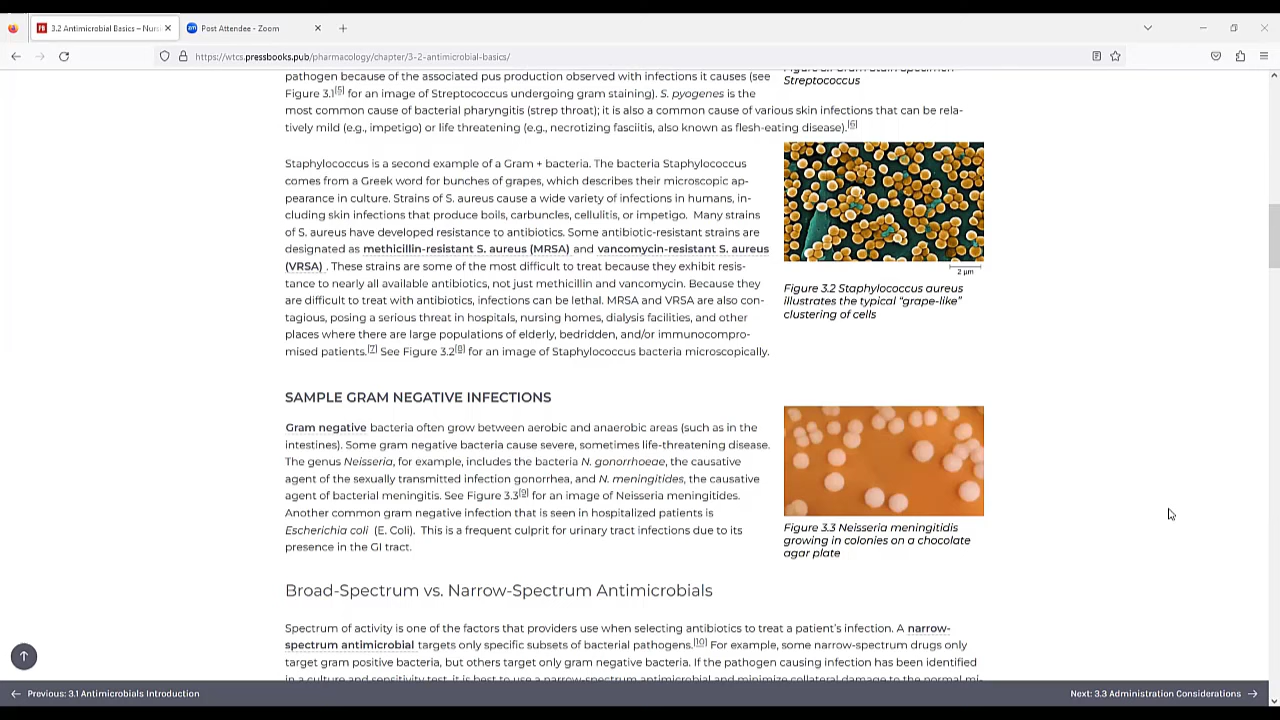 3.2 Antimicrobial Basics – Nurs
Post Attendee - Zoom
https://wtcs.pressbooks.pub/pharmacology/chapter/3-2-antimicrobial-basics/
pathogen because of the associated pus production observed with infections it causes (see
Figure 3.1[5] for an image of Streptococcus undergoing gram staining). S. pyogenes is the
most common cause of bacterial pharyngitis (strep throat); it is also a common cause of various skin infections that can be rela-
tively mild (e.g., impetigo) or life threatening (e.g., necrotizing fasciitis, also known as flesh-eating disease).[6]
Streptococcus
Staphylococcus is a second example of a Gram + bacteria. The bacteria Staphylococcus
comes from a Greek word for bunches of grapes, which describes their microscopic ap-
pearance in culture. Strains of S. aureus cause a wide variety of infections in humans, in-
cluding skin infections that produce boils, carbuncles, cellulitis, or impetigo. Many strains
of S. aureus have developed resistance to antibiotics. Some antibiotic-resistant strains are
designated as methicillin-resistant S. aureus (MRSA) and vancomycin-resistant S. aureus
(VRSA) . These strains are some of the most difficult to treat because they exhibit resis-
tance to nearly all available antibiotics, not just methicillin and vancomycin. Because they
are difficult to treat with antibiotics, infections can be lethal. MRSA and VRSA are also con-
tagious, posing a serious threat in hospitals, nursing homes, dialysis facilities, and other
places where there are large populations of elderly, bedridden, and/or immunocompro-
mised patients.[7] See Figure 3.2[8] for an image of Staphylococcus bacteria microscopically.
2 µm
Figure 3.2 Staphylococcus aureus
illustrates the typical “grape-like”
clustering of cells
SAMPLE GRAM NEGATIVE INFECTIONS
Gram negative bacteria often grow between aerobic and anaerobic areas (such as in the
intestines). Some gram negative bacteria cause severe, sometimes life-threatening disease.
The genus Neisseria, for example, includes the bacteria N. gonorrhoeae, the causative
agent of the sexually transmitted infection gonorrhea, and N. meningitides, the causative
agent of bacterial meningitis. See Figure 3.3[9] for an image of Neisseria meningitides.
Another common gram negative infection that is seen in hospitalized patients is
Escherichia coli (E. Coli). This is a frequent culprit for urinary tract infections due to its
presence in the GI tract.
Figure 3.3 Neisseria meningitidis
growing in colonies on a chocolate
agar plate
Broad-Spectrum vs. Narrow-Spectrum Antimicrobials
Spectrum of activity is one of the factors that providers use when selecting antibiotics to treat a patient’s infection. A narrow-
spectrum antimicrobial targets only specific subsets of bacterial pathogens.[10] For example, some narrow-spectrum drugs only
target gram positive bacteria, but others target only gram negative bacteria. If the pathogen causing infection has been identified
in a culture and sensitivity test, it is best to use a narrow-spectrum antimicrobial and minimize collateral damage to the normal mi-
Previous: 3.1 Antimicrobials Introduction
Next: 3.3 Administration Considerations